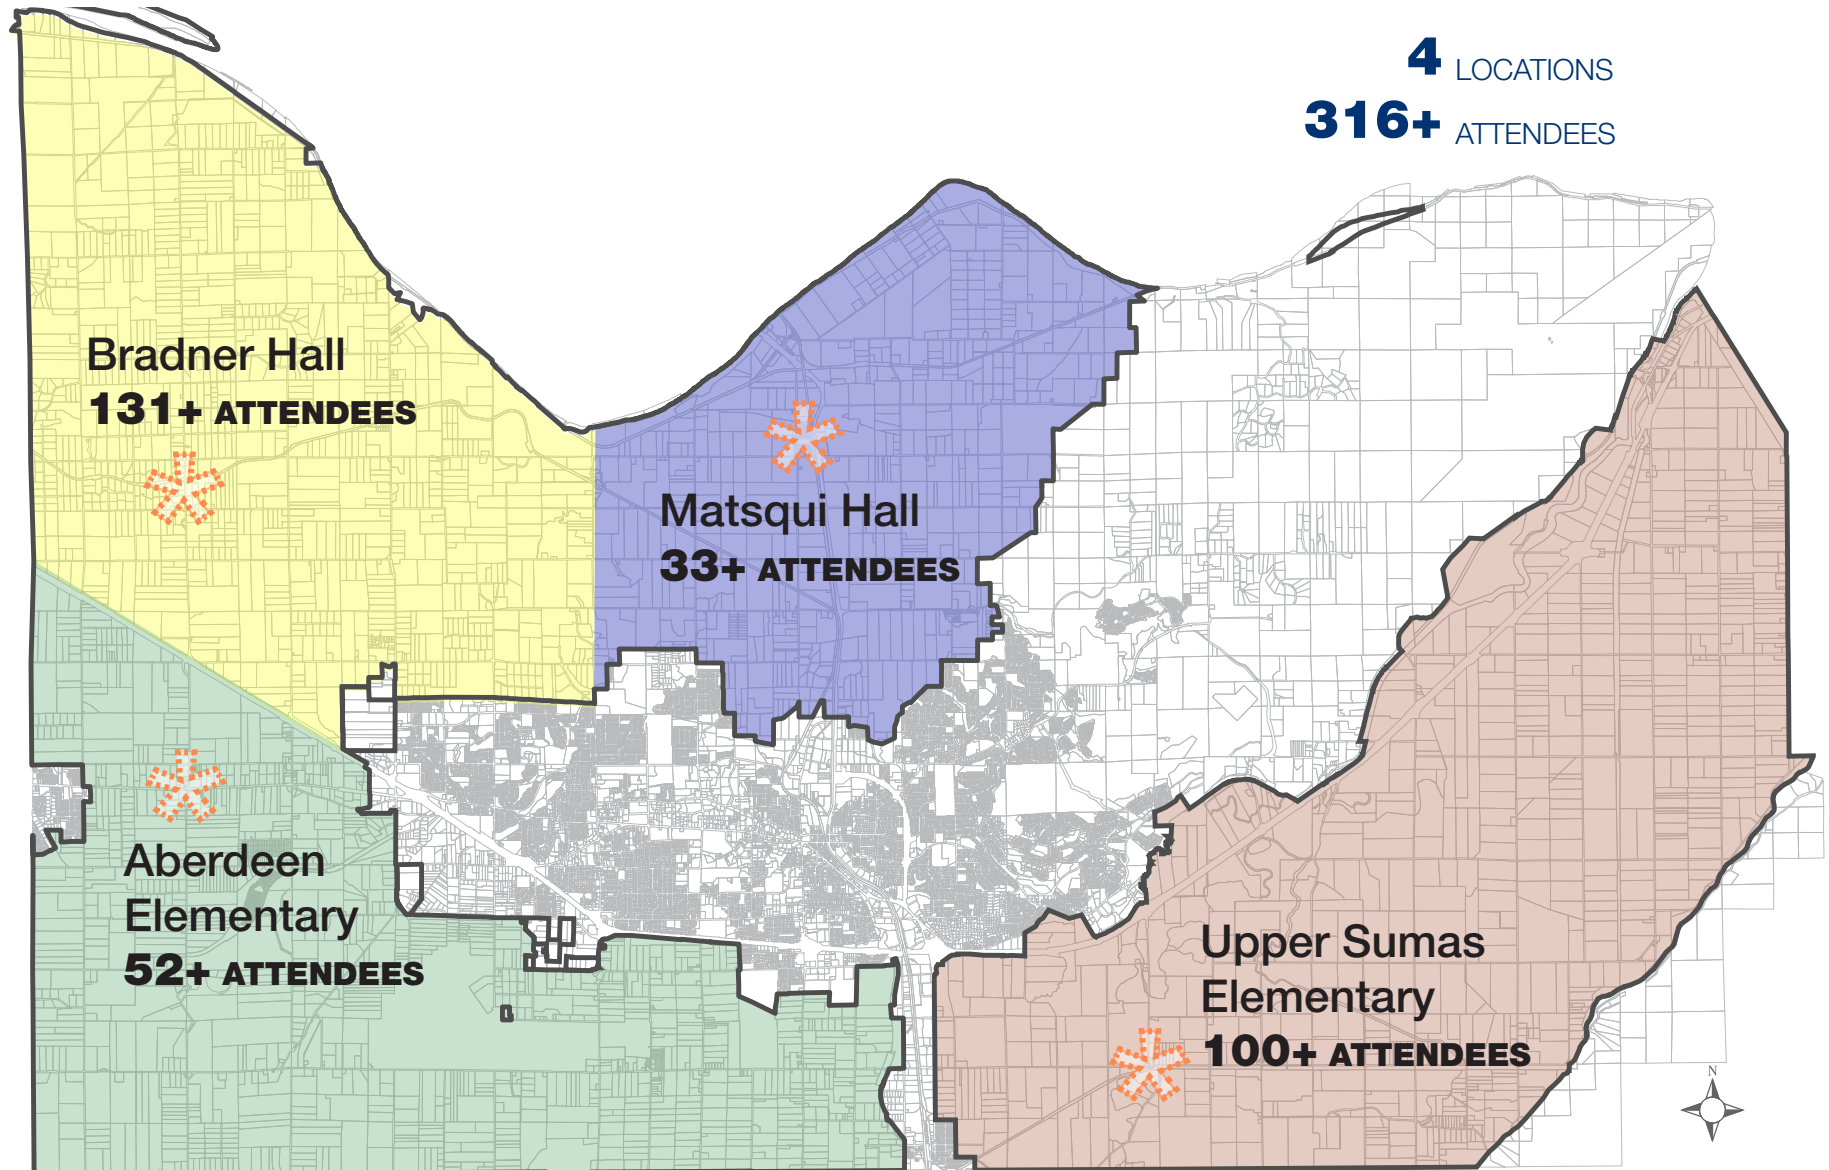 4 LOCATIONS
316+ ATTENDEES
Bradner Hall
131+ ATTENDEES
Matsqui Hall
33+ ATTENDEES
Aberdeen
Elementary
52+ ATTENDEES
Upper Sumas
Elementary
100+ ATTENDEES
N